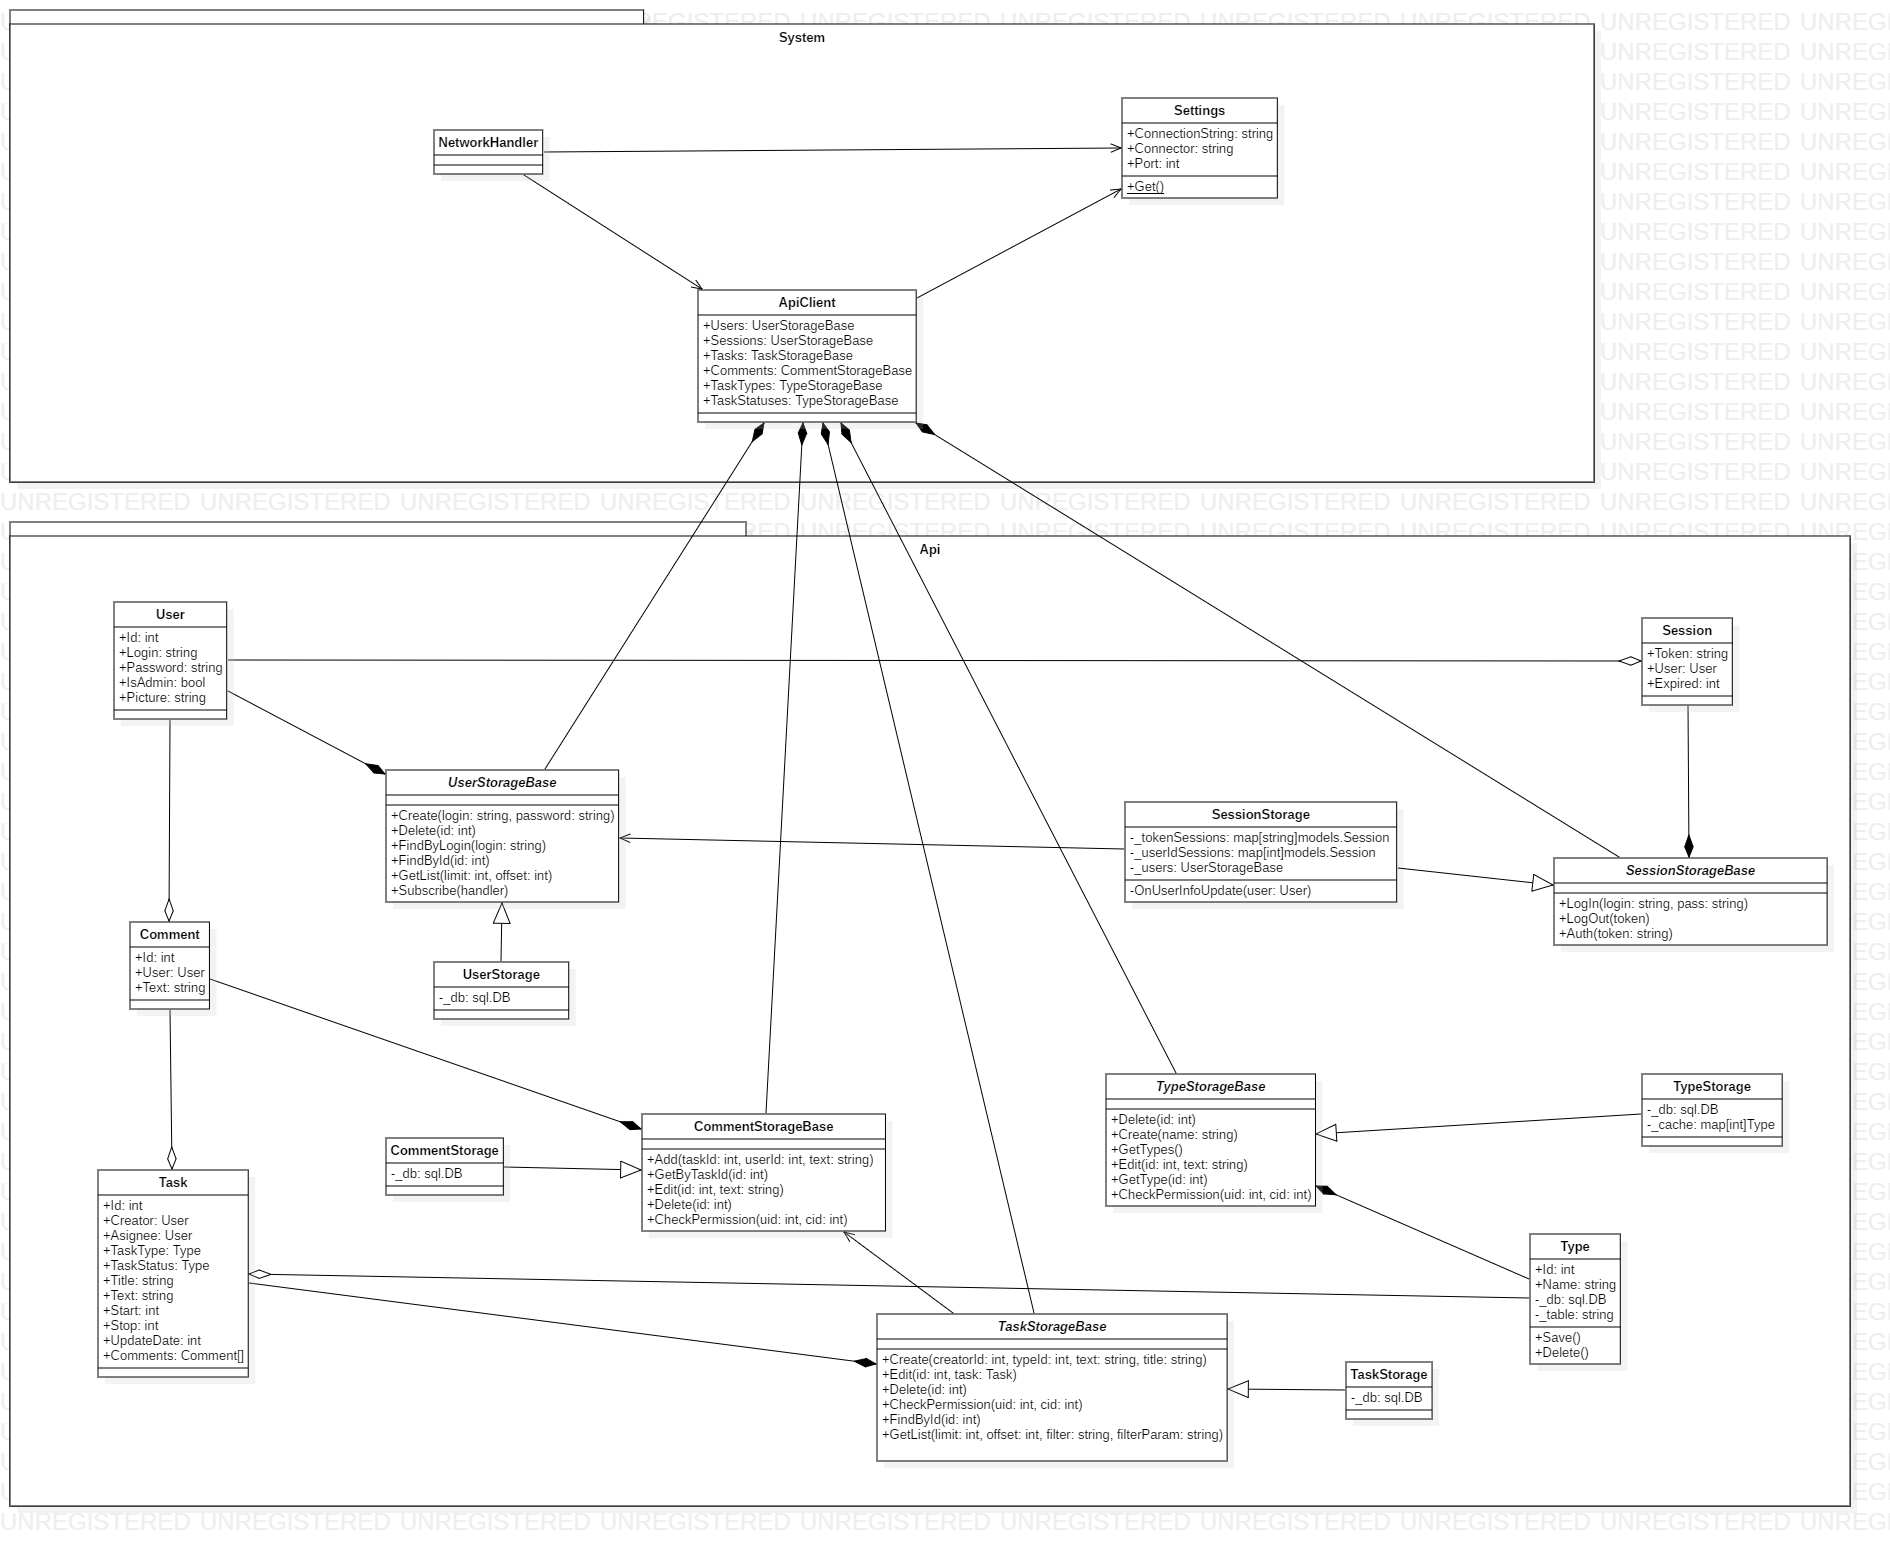 System
NetworkHandler
Settings
+ConnectionString: string
+Connector: string
+Port: int
+Get()
ApiClient
+Users: UserStorageBase
+Sessions: UserStorageBase
+Tasks: TaskStorageBase
+Comments: CommentStorageBase
+TaskTypes: TypeStorageBase
+TaskStatuses: TypeStorageBase
Api
User
+Id: int
+Login: string
+Password: string
+IsAdmin: bool
+Picture: string
Session
+Token: string
+User: User
+Expired: int
UserStorageBase
+Create(login: string, password: string)
+Delete(id: int)
+FindByLogin(login: string)
+FindById(id: int)
+GetList(limit: int, offset: int)
+Subscribe(handler)
SessionStorage
-_tokenSessions: map[string]models.Session
-_userIdSessions: map[int]models.Session
-_users: UserStorageBase
-OnUserInfoUpdate(user: User)
SessionStorageBase
+LogIn(login: string, pass: string)
+LogOut(token)
+Auth(token: string)
Comment
+Id: int
+User: User
+Text: string
UserStorage
-_db: sql.DB
TypeStorageBase
+Delete(id: int)
+Create(name: string)
+GetTypes()
+Edit(id: int, text: string)
+GetType(id: int)
+CheckPermission(uid: int, cid: int)
TypeStorage
-_db: sql.DB
-_cache: map[int]Type
CommentStorageBase
+Add(taskId: int, userId: int, text: string)
+GetByTaskId(id: int)
+Edit(id: int, text: string)
+Delete(id: int)
+CheckPermission(uid: int, cid: int)
CommentStorage
-_db: sql.DB
Task
+Id: int
+Creator: User
+Asignee: User
+TaskType: Type
+TaskStatus: Type
+Title: string
+Text: string
+Start: int
+Stop: int
+UpdateDate: int
+Comments: Comment[]
Type
+Id: int
+Name: string
-_db: sql.DB
-_table: string
+Save()
+Delete()
TaskStorageBase
+Create(creatorId: int, typeId: int, text: string, title: string)
+Edit(id: int, task: Task)
+Delete(id: int)
+CheckPermission(uid: int, cid: int)
+FindById(id: int)
+GetList(limit: int, offset: int, filter: string, filterParam: string)
TaskStorage
-_db: sql.DB
UNREGISTERED UNREGISTERED UNREGISTERED UNREGISTERED UNREGISTERED UNREGISTERED UNREGISTERED UNREGISTERED UNREGISTERED